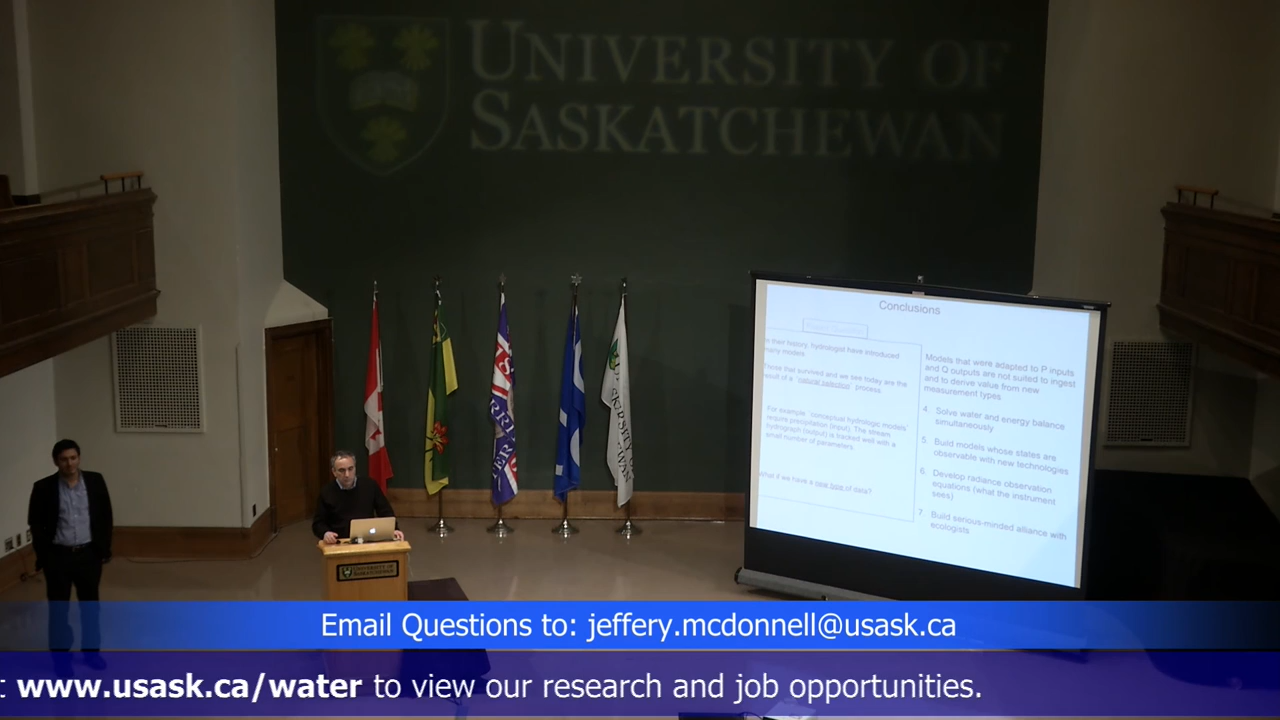 UNIVERSITY OF
SASKATCHEWAN
Conclusions
In their history, hydrologist have introduced
many models
Those that survived and we see today are the
result of a “natural selection” process.
For example ‘conceptual hydrologic models’
require precipitation (input). The stream
hydrograph (output) is tracked well with a
small number of parameters.
What if we have a new type of data?
Models that were adapted to P inputs
and Q outputs are not suited to ingest
and to derive value from new
measurement types
4. Solve water and energy balance
simultaneously
5. Build models whose states are
observable with new technologies
6. Develop radiance observation
equations (what the instrument
sees)
7. Build serious-minded alliance with
ecologists
UNIVERSITY OF
SASKATCHEWAN
Email Questions to: jeffery.mcdonnell@usask.ca
: www.usask.ca/water to view our research and job opportunities.